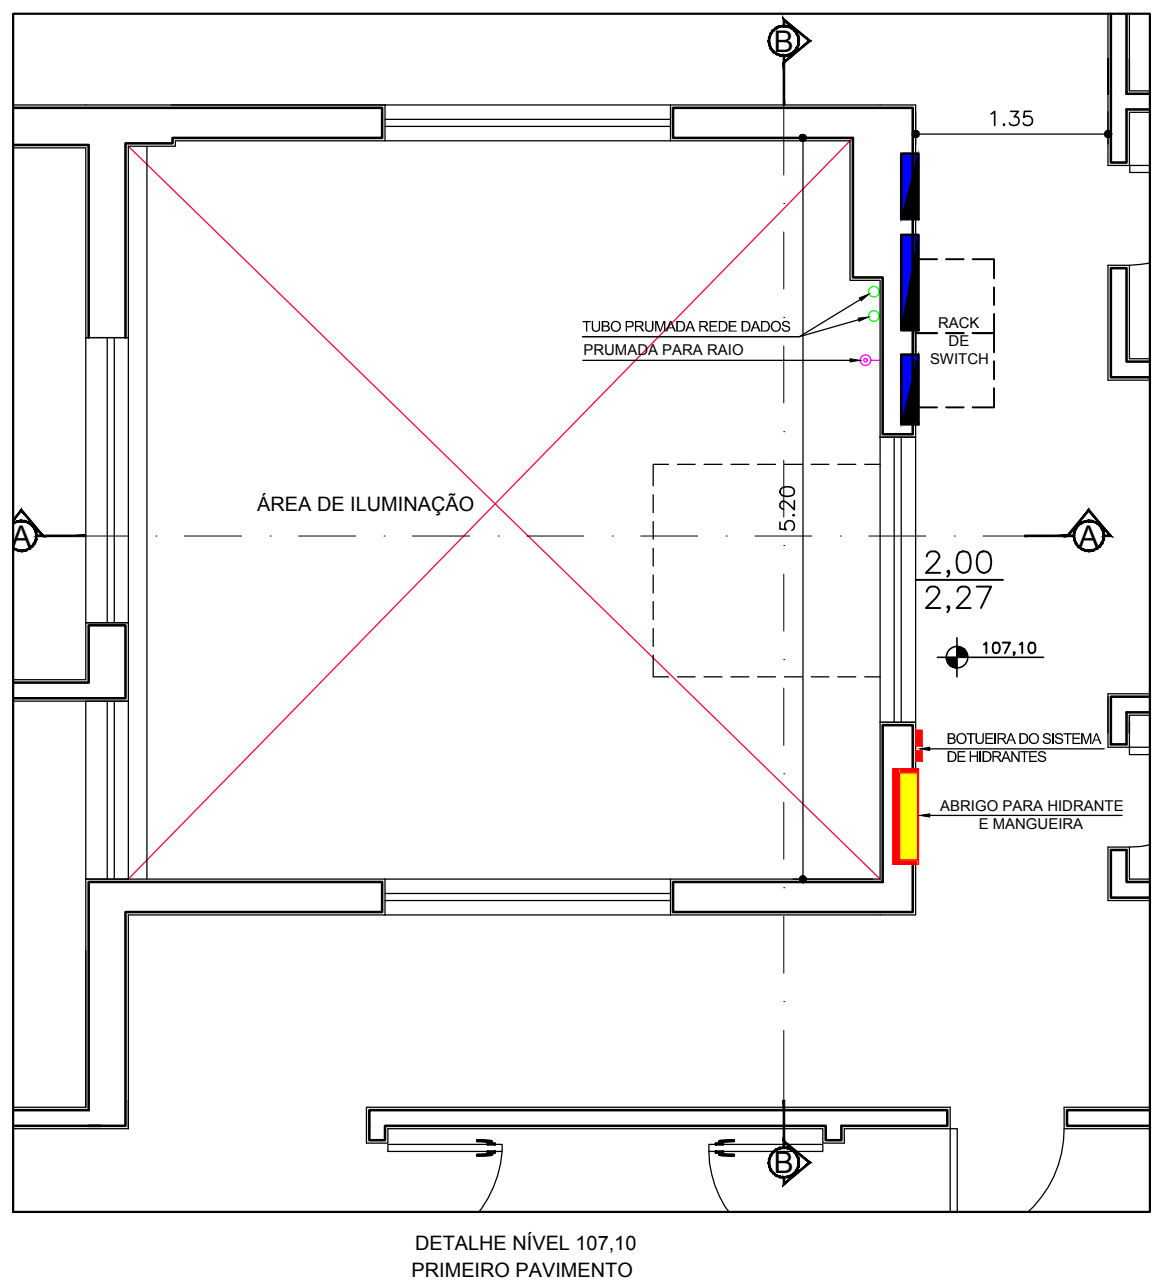 B
1.35
TUBO PRUMADA REDE DADOS
PRUMADA PARA RAIO
RACK
DE
SWITCH
ÁREA DE ILUMINAÇÃO
5.20
A
A
2,00
2,27
107,10
BOTUEIRA DO SISTEMA
DE HIDRANTES
ABRIGO PARA HIDRANTE
E MANGUEIRA
B
DETALHE NÍVEL 107,10
PRIMEIRO PAVIMENTO